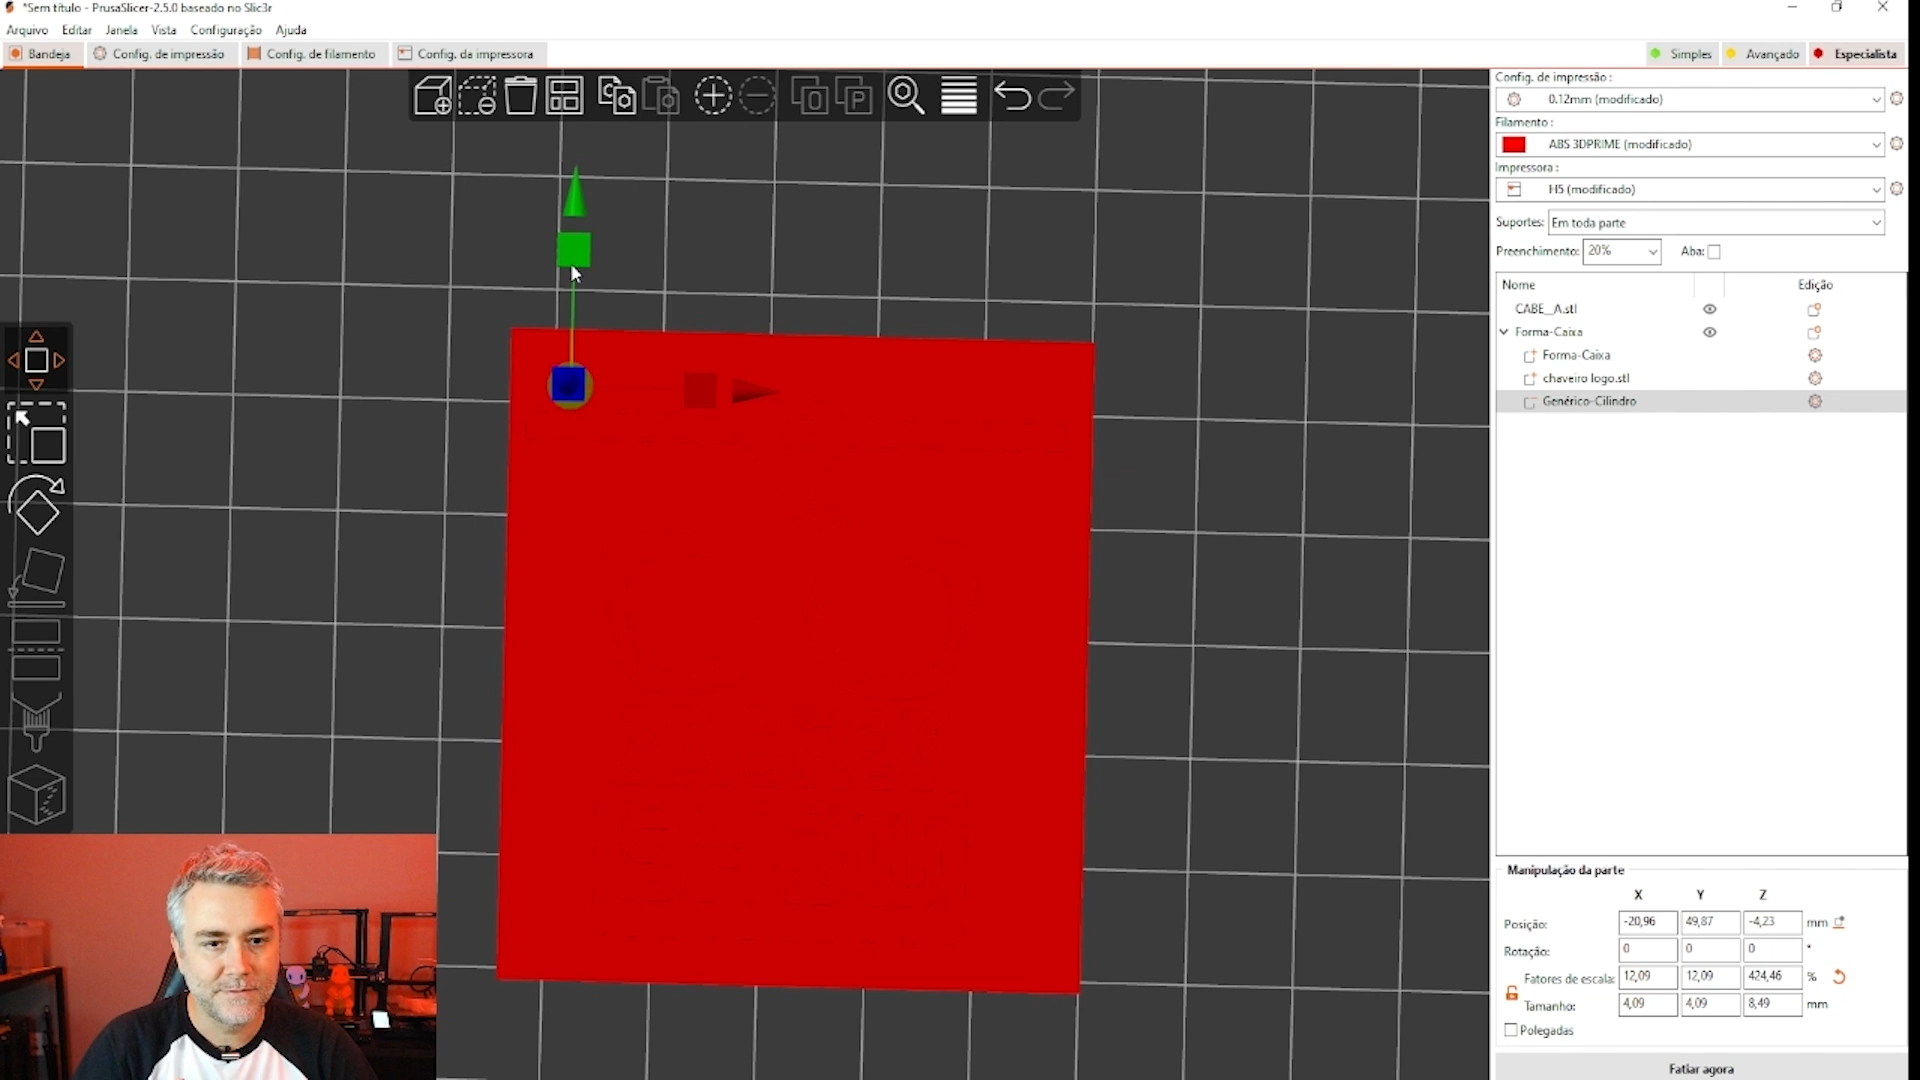 *Sem título - PrusaSlicer-2.5.0 baseado no Slic3r
Arquivo Editar Janela Vista Configuração Ajuda
Bandeja Config. de impressão Config. de filamento Config. da impressora Simples Avançado Especialista
Config. de impressão :
0.12mm (modificado)
Filamento :
ABS 3DPRIME (modificado)
Impressora :
H5 (modificado)
Suportes: Em toda parte
Preenchimento: 20% Aba:
Nome Edição
CABE__A.stl
Forma-Caixa
Forma-Caixa
chaveiro logo.stl
Genérico-Cilindro
Manipulação da parte
X Y Z
Posição: -20,96 49,87 -4,23 mm
Rotação: 0 0 0 °
Fatores de escala: 12,09 12,09 424,46 %
Tamanho: 4,09 4,09 8,49 mm
Polegadas
Fatiar agora